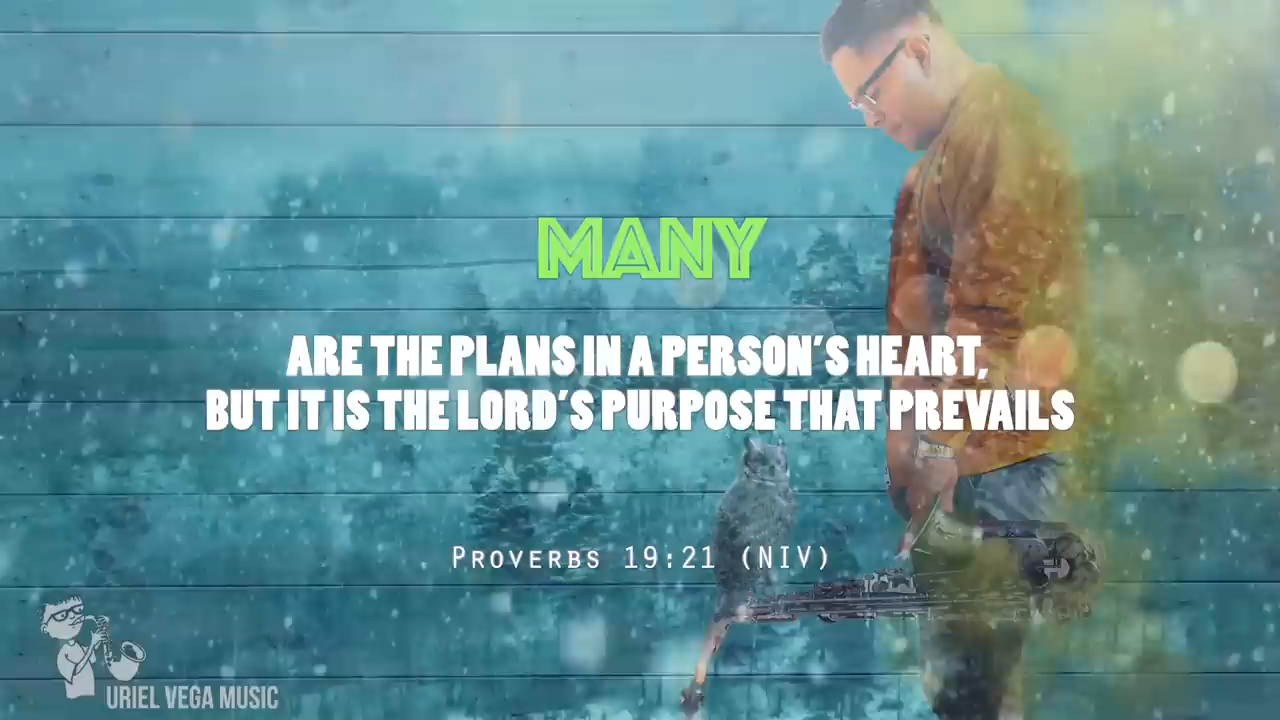 MANY
ARE THE PLANS IN A PERSON'S HEART,
BUT IT IS THE LORD'S PURPOSE THAT PREVAILS
PROVERBS 19:21 (NIV)
URIEL VEGA MUSIC